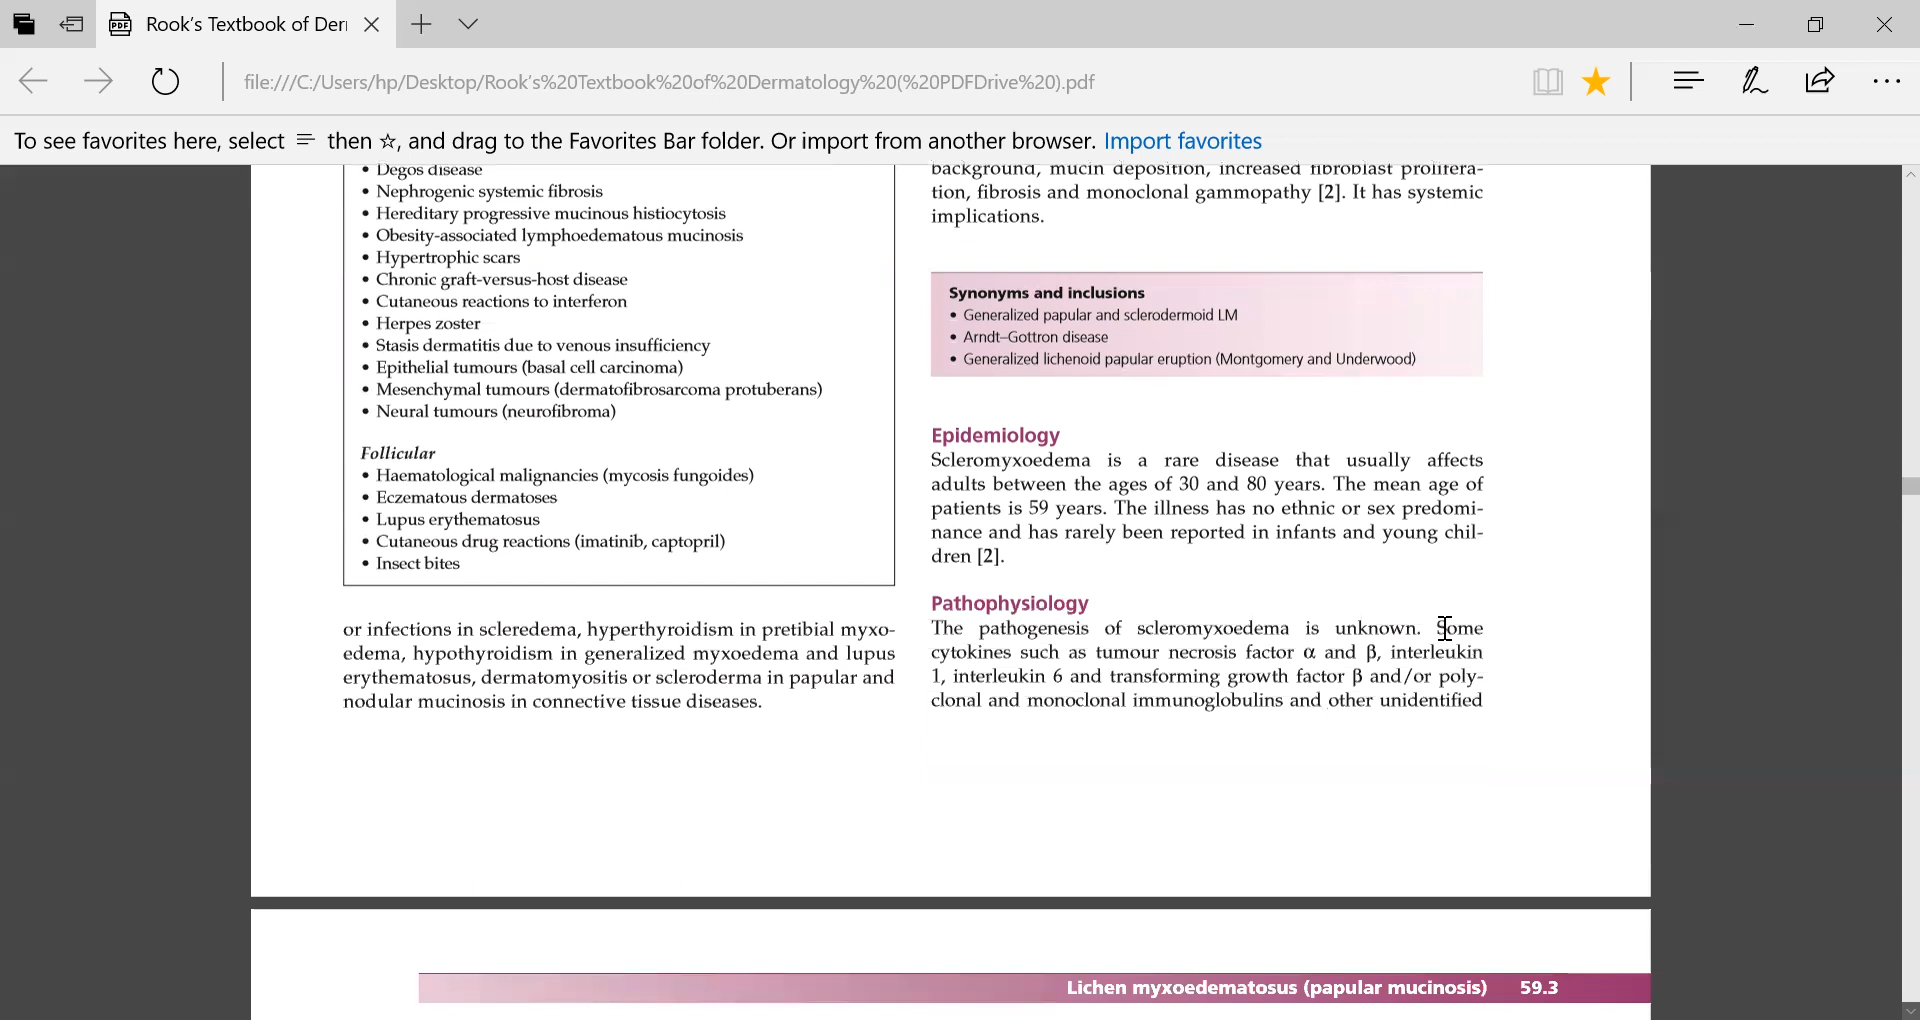 Rook's Textbook of Der
file:///C:/Users/hp/Desktop/Rook's%20Textbook%20of%20Dermatology%20(%20PDFDrive%20).pdf
To see favorites here, select then ☆, and drag to the Favorites Bar folder. Or import from another browser. Import favorites
• Degos disease
• Nephrogenic systemic fibrosis
• Hereditary progressive mucinous histiocytosis
• Obesity-associated lymphoedematous mucinosis
• Hypertrophic scars
• Chronic graft-versus-host disease
• Cutaneous reactions to interferon
• Herpes zoster
• Stasis dermatitis due to venous insufficiency
• Epithelial tumours (basal cell carcinoma)
• Mesenchymal tumours (dermatofibrosarcoma protuberans)
• Neural tumours (neurofibroma)
Follicular
• Haematological malignancies (mycosis fungoides)
• Eczematous dermatoses
• Lupus erythematosus
• Cutaneous drug reactions (imatinib, captopril)
• Insect bites
or infections in scleredema, hyperthyroidism in pretibial myxo-
edema, hypothyroidism in generalized myxoedema and lupus
erythematosus, dermatomyositis or scleroderma in papular and
nodular mucinosis in connective tissue diseases.
background, mucin deposition, increased fibroblast prolifera-
tion, fibrosis and monoclonal gammopathy [2]. It has systemic
implications.
Synonyms and inclusions
• Generalized papular and sclerodermoid LM
• Arndt–Gottron disease
• Generalized lichenoid papular eruption (Montgomery and Underwood)
Epidemiology
Scleromyxoedema is a rare disease that usually affects
adults between the ages of 30 and 80 years. The mean age of
patients is 59 years. The illness has no ethnic or sex predomi-
nance and has rarely been reported in infants and young chil-
dren [2].
Pathophysiology
The pathogenesis of scleromyxoedema is unknown. Some
cytokines such as tumour necrosis factor α and β, interleukin
1, interleukin 6 and transforming growth factor β and/or poly-
clonal and monoclonal immunoglobulins and other unidentified
Lichen myxoedematosus (papular mucinosis) 59.3